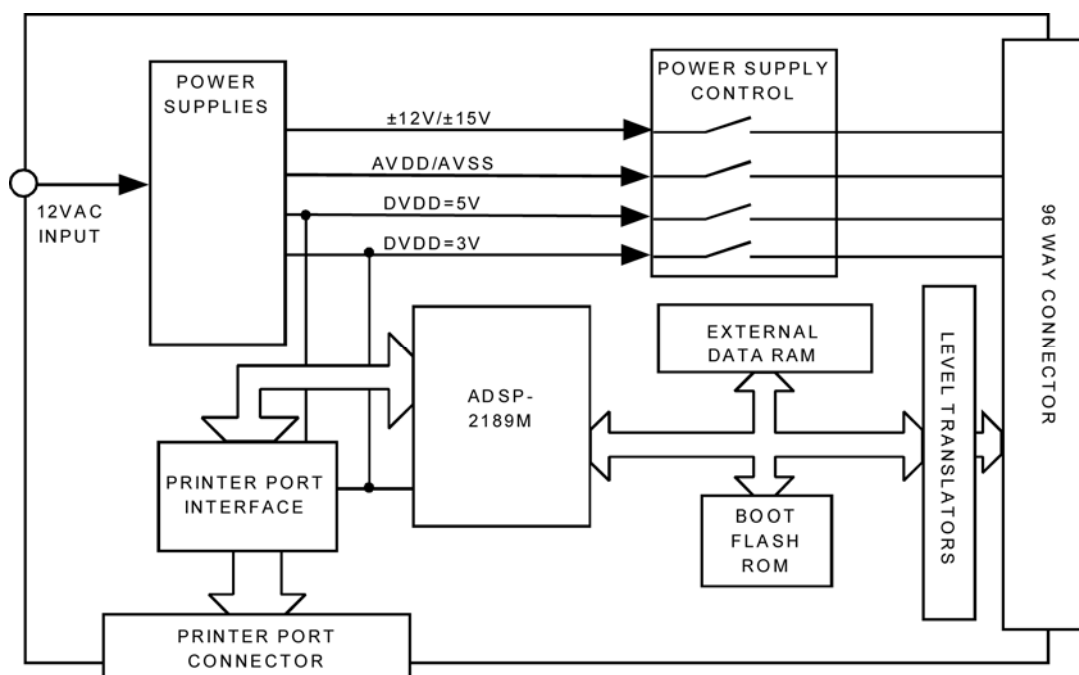 POWER
SUPPLIES
POWER SUPPLY
CONTROL
±12V/±15V
AVDD/AVSS
DVDD=5V
DVDD=3V
12VAC
INPUT
96 WAY CONNECTOR
EXTERNAL
DATA RAM
LEVEL TRANSLATORS
ADSP-
2189M
PRINTER PORT
INTERFACE
BOOT
FLASH
ROM
PRINTER PORT
CONNECTOR